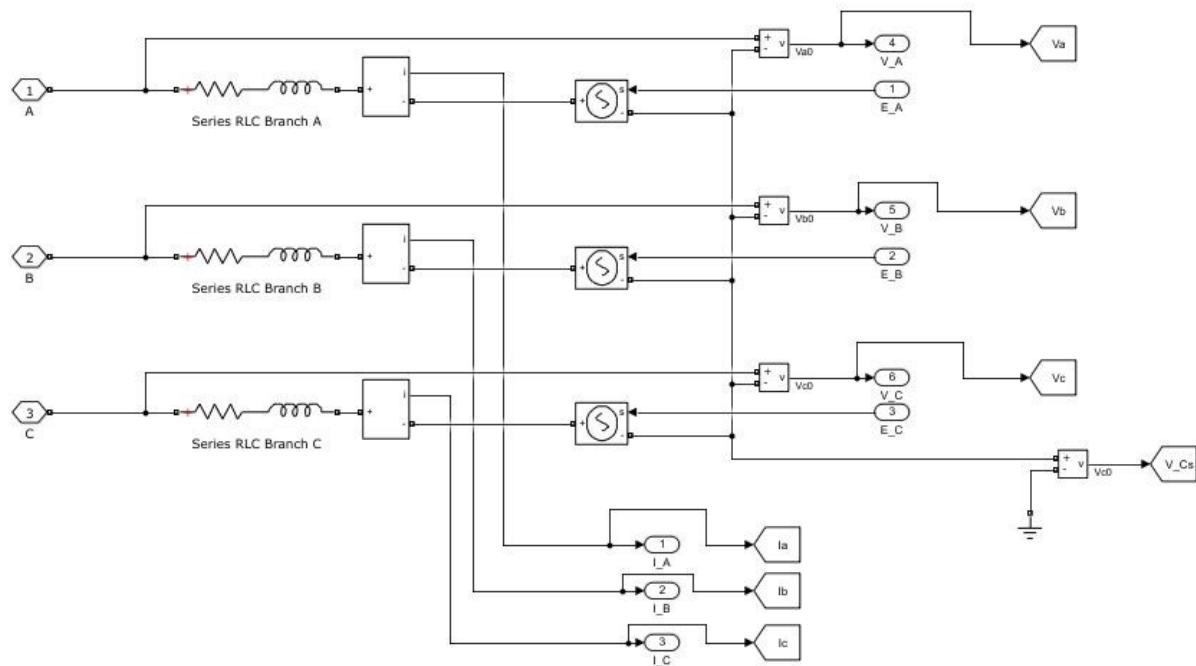 +
-
v
Va0
4
V_A
Va
1
A
+
i
-
+
s
-
1
E_A
Series RLC Branch A
+
-
v
Vb0
5
V_B
Vb
2
B
+
i
-
+
s
-
2
E_B
Series RLC Branch B
+
-
v
Vc0
6
V_C
Vc
3
C
+
i
-
+
s
-
3
E_C
Series RLC Branch C
+
-
v
Vc0
V_Cs
1
I_A
Ia
2
I_B
Ib
3
I_C
Ic